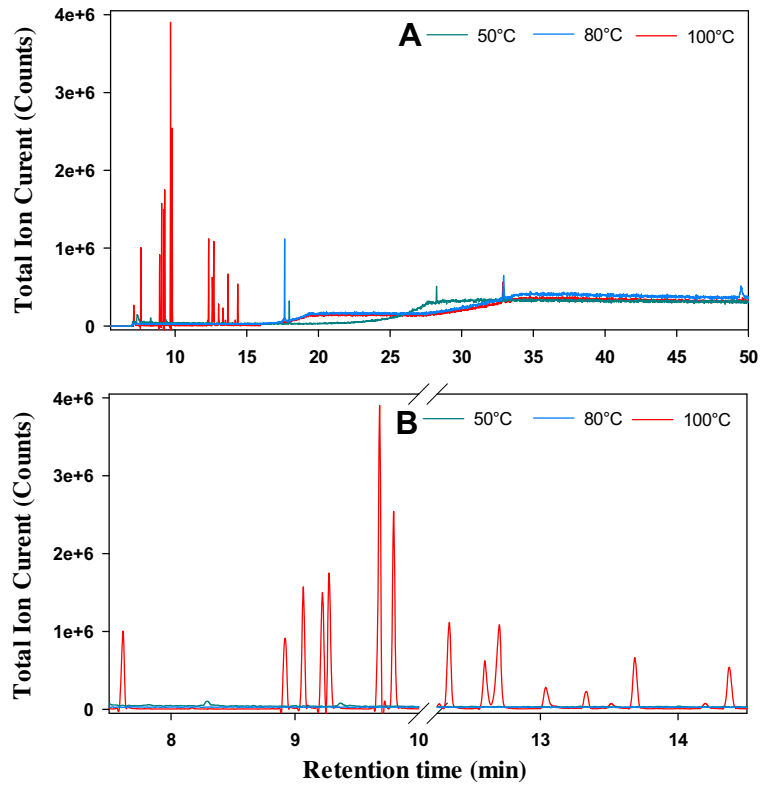 4e+6
A
50°C 80°C 100°C
3e+6
2e+6
1e+6
0
Total Ion Curent (Counts)
10 15 20 25 30 35 40 45 50
4e+6
B
50°C 80°C 100°C
3e+6
2e+6
1e+6
0
Total Ion Curent (Counts)
8 9 10 13 14
Retention time (min)